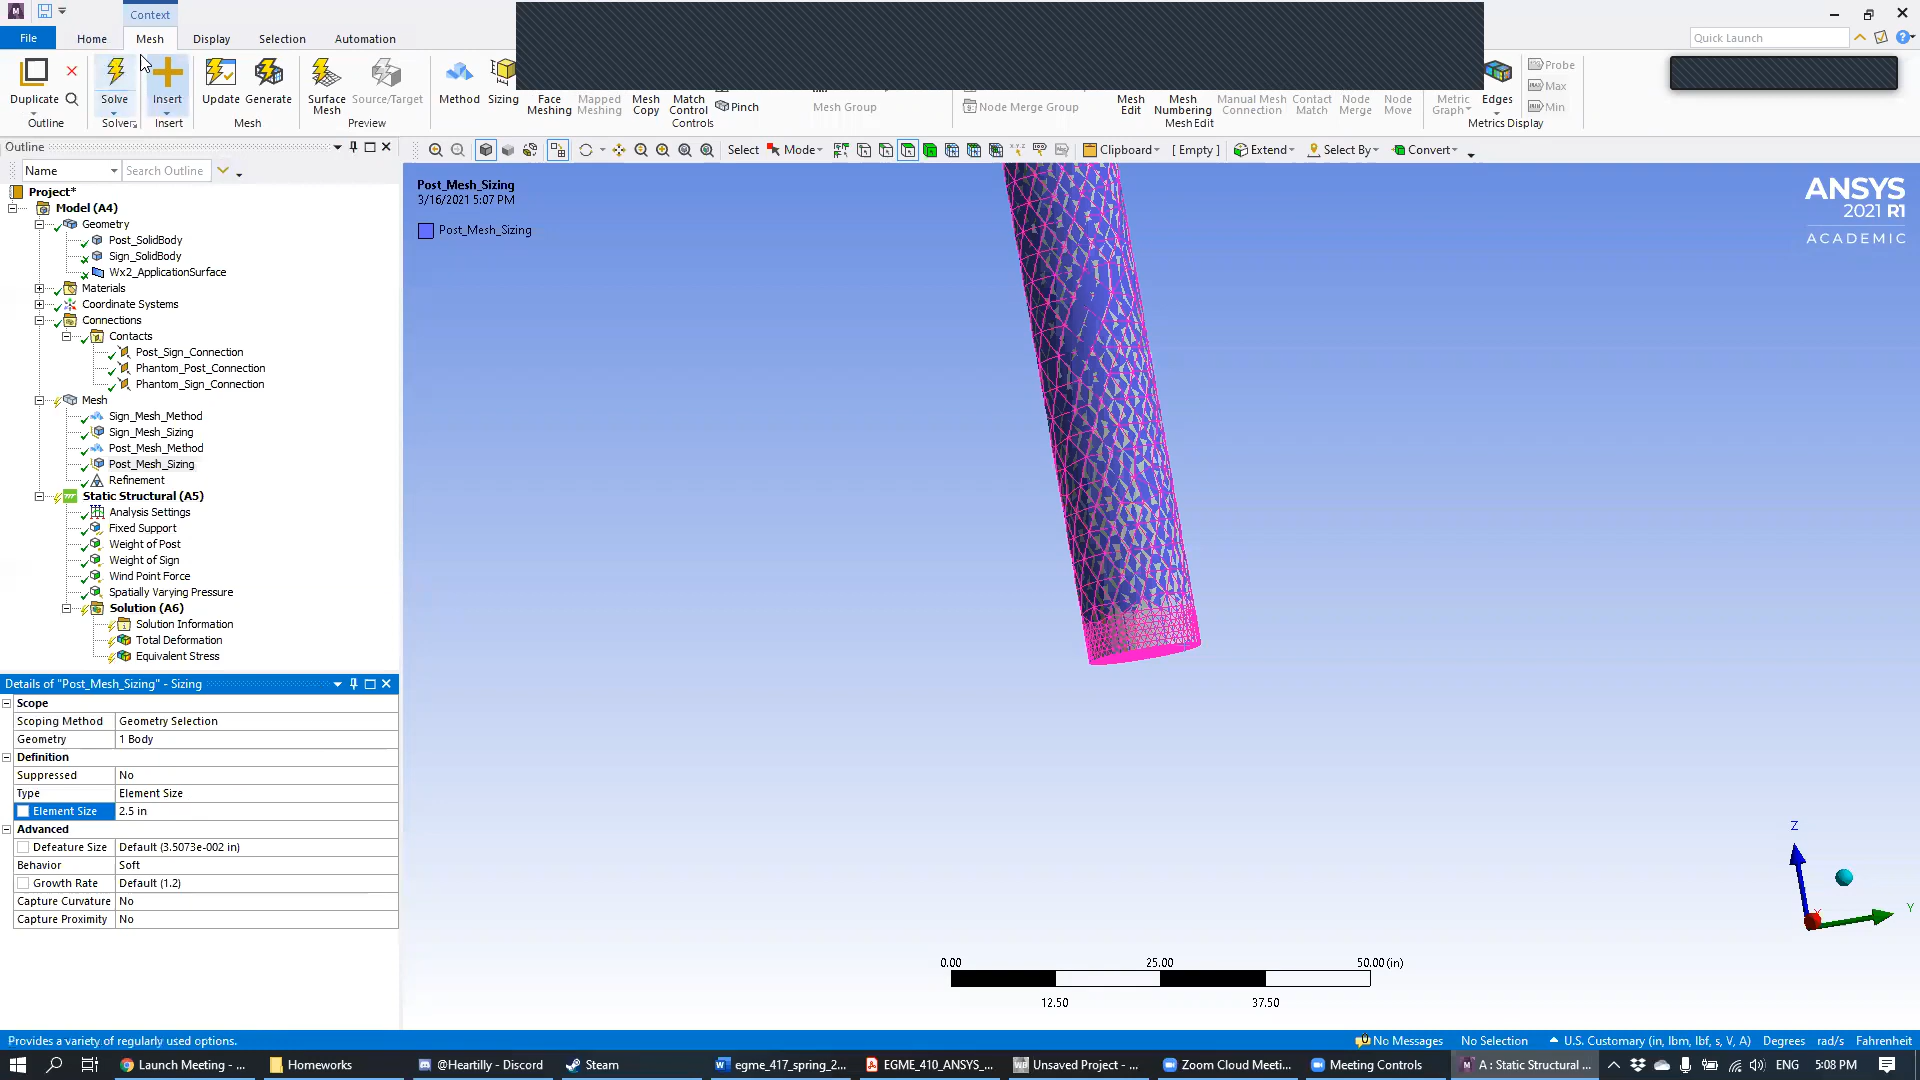 Context
File
Home
Mesh
Display
Selection
Automation
Quick Launch
Duplicate
Solve
Insert
Update
Generate
Surface
Mesh
Source/Target
Method
Sizing
Face
Meshing
Mapped
Meshing
Mesh
Copy
Match
Control
Pinch
Mesh Group
Node Merge Group
Mesh
Edit
Mesh
Numbering
Manual Mesh
Connection
Contact
Match
Node
Merge
Node
Move
Metric
Graph
Edges
Probe
Max
Min
Outline
Solver
Insert
Mesh
Preview
Controls
Mesh Edit
Metrics Display
Outline
Select
Mode
Clipboard
[ Empty ]
Extend
Select By
Convert
Name
Search Outline
Project*
Model (A4)
Geometry
Post_SolidBody
Sign_SolidBody
Wx2_ApplicationSurface
Materials
Coordinate Systems
Connections
Contacts
Post_Sign_Connection
Phantom_Post_Connection
Phantom_Sign_Connection
Mesh
Sign_Mesh_Method
Sign_Mesh_Sizing
Post_Mesh_Method
Post_Mesh_Sizing
Refinement
Static Structural (A5)
Analysis Settings
Fixed Support
Weight of Post
Weight of Sign
Wind Point Force
Spatially Varying Pressure
Solution (A6)
Solution Information
Total Deformation
Equivalent Stress
Details of "Post_Mesh_Sizing" - Sizing
Scope
Scoping Method Geometry Selection
Geometry 1 Body
Definition
Suppressed No
Type Element Size
Element Size 2.5 in
Advanced
Defeature Size Default (3.5073e-002 in)
Behavior Soft
Growth Rate Default (1.2)
Capture Curvature No
Capture Proximity No
Post_Mesh_Sizing
3/16/2021 5:07 PM
Post_Mesh_Sizing
ANSYS
2021 R1
ACADEMIC
Z
Y
X
0.00 25.00 50.00 (in)
12.50 37.50
Provides a variety of regularly used options.
No Messages
No Selection
U.S. Customary (in, lbm, lbf, s, V, A)
Degrees
rad/s
Fahrenheit
Launch Meeting - ...
Homeworks
@Heartilly - Discord
Steam
egme_417_spring_2...
EGME_410_ANSYS_...
Unsaved Project - ...
Zoom Cloud Meeti...
Meeting Controls
A : Static Structural ...
ENG
5:08 PM